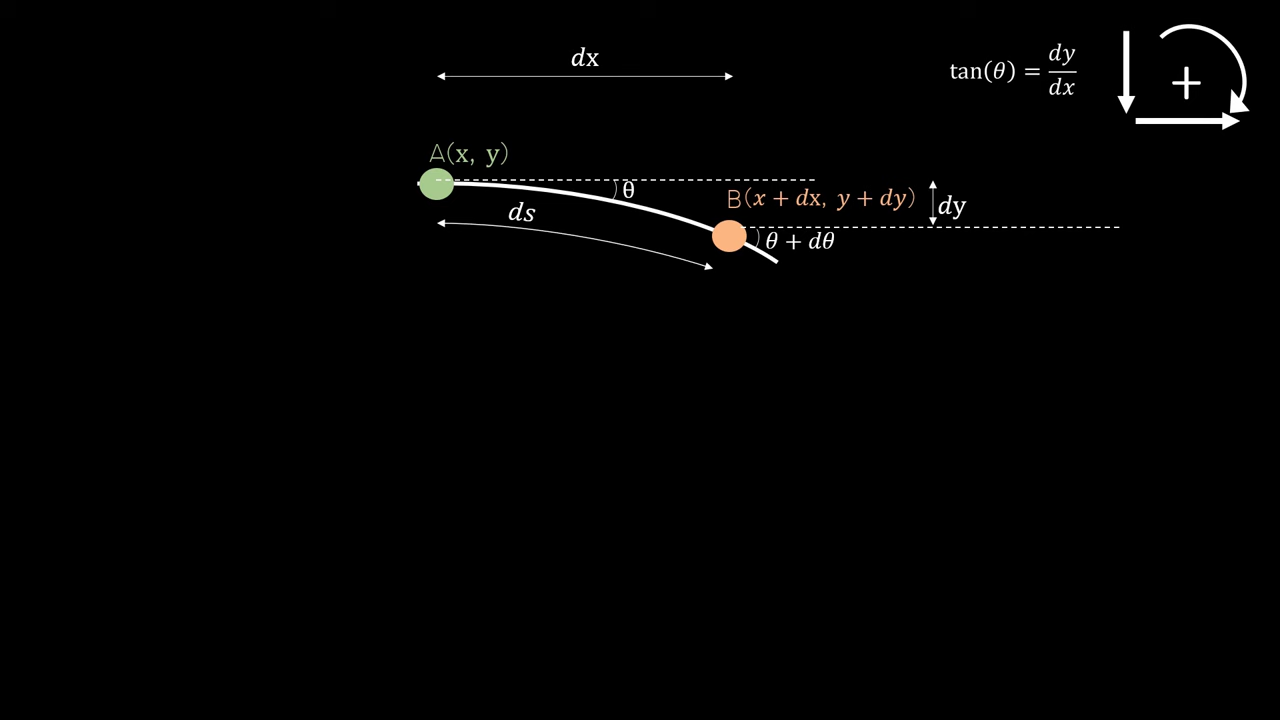 dx
tan(θ) = dy/dx
+
A(x, y)
θ
B(x + dx, y + dy)
dy
ds
θ + dθ